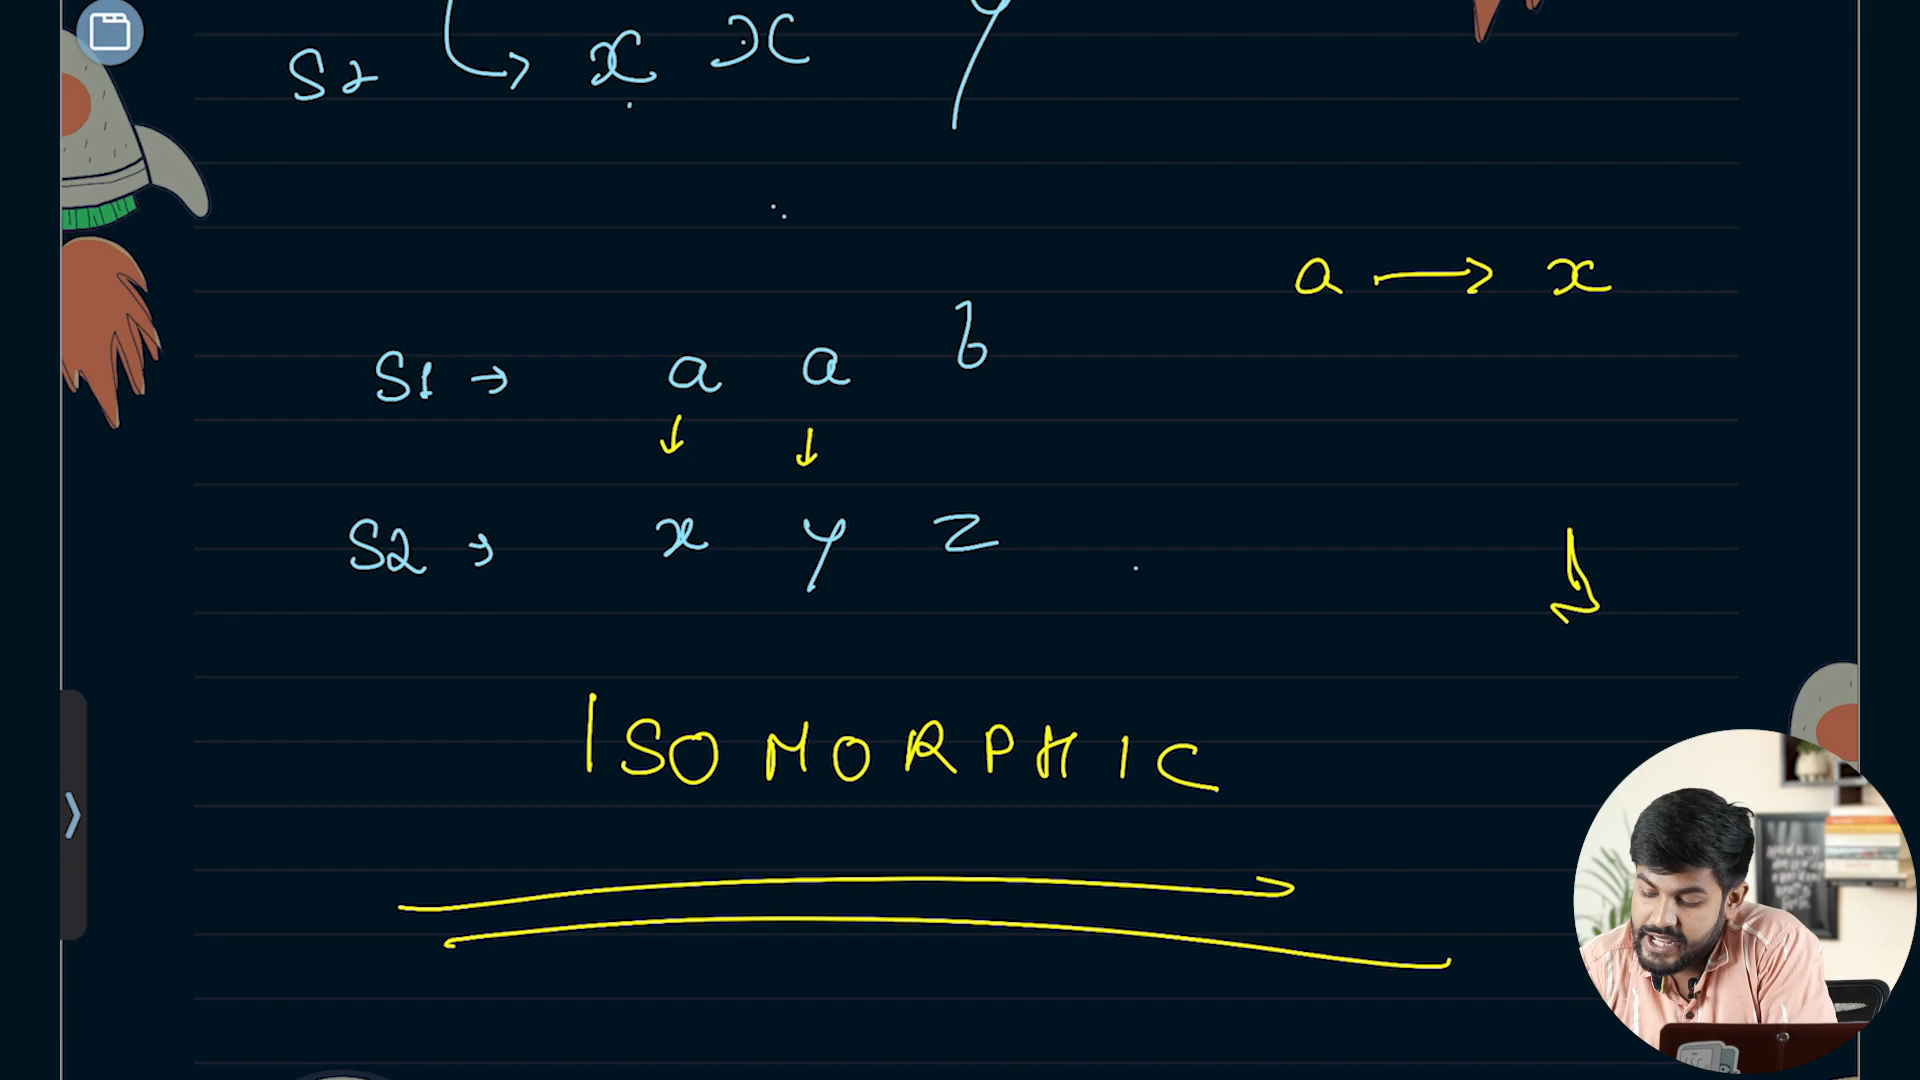 S2 → x x y
a → x
S1 → a a b
↓ ↓
S2 → x y z
ISOMORPHIC